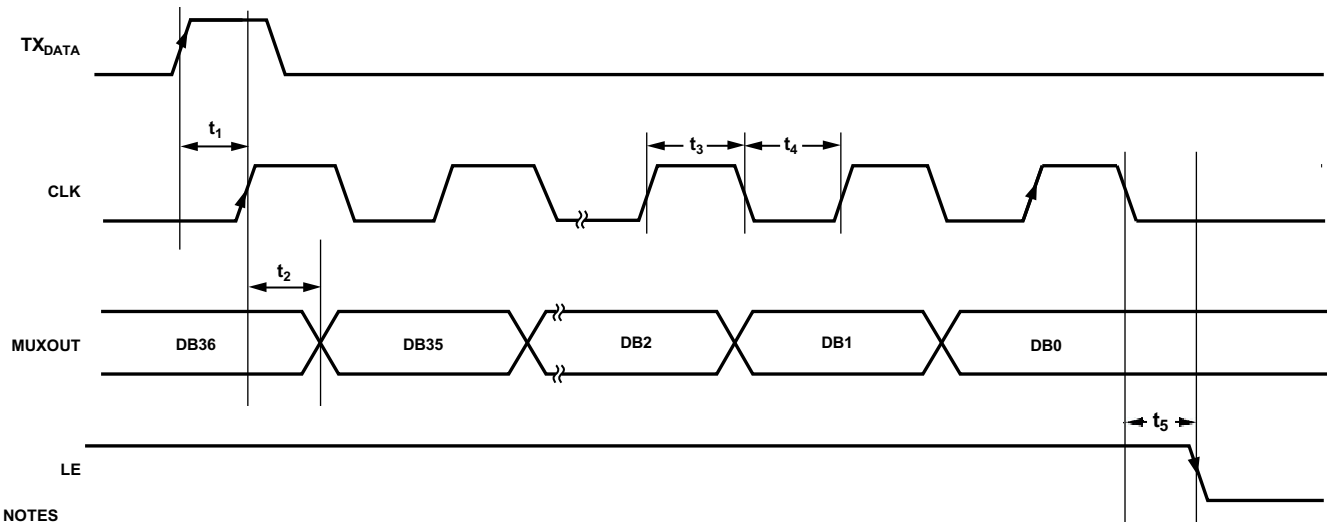 TXDATA
t1
CLK
t3
t4
t2
MUXOUT
DB36
DB35
DB2
DB1
DB0
t5
LE
NOTES